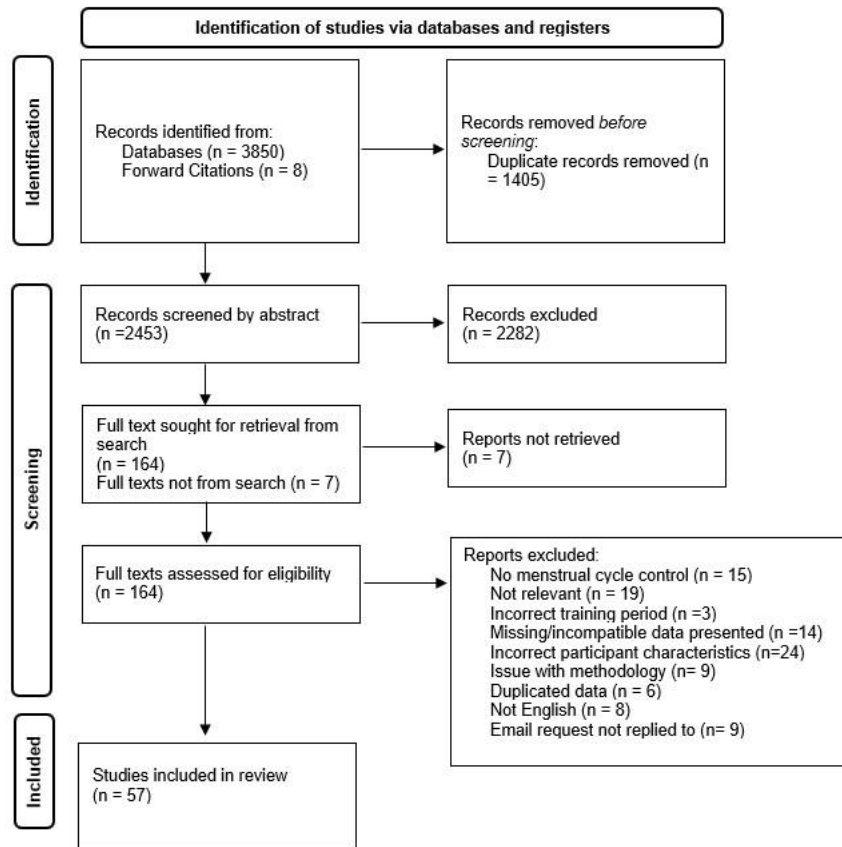 Identification of studies via databases and registers
Identification
Records identified from:
Databases (n = 3850)
Forward Citations (n = 8)
Records removed before
screening:
Duplicate records removed (n
= 1405)
Screening
Records screened by abstract
(n =2453)
Records excluded
(n = 2282)
Full text sought for retrieval from
search
(n = 164)
Full texts not from search (n = 7)
Reports not retrieved
(n = 7)
Full texts assessed for eligibility
(n = 164)
Reports excluded:
No menstrual cycle control (n = 15)
Not relevant (n = 19)
Incorrect training period (n =3)
Missing/incompatible data presented (n =14)
Incorrect participant characteristics (n=24)
Issue with methodology (n= 9)
Duplicated data (n = 6)
Not English (n = 8)
Email request not replied to (n= 9)
Included
Studies included in review
(n = 57)